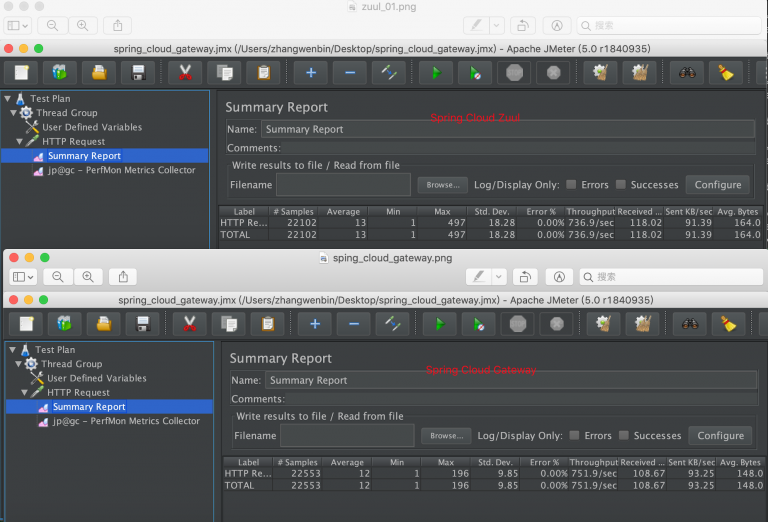 zuul_01.png
搜索
spring_cloud_gateway.jmx (/Users/zhangwenbin/Desktop/spring_cloud_gateway.jmx) - Apache JMeter (5.0 r1840935)
Test Plan
Thread Group
User Defined Variables
HTTP Request
Summary Report
jp@gc - PerfMon Metrics Collector
Summary Report
Spring Cloud Zuul
Name: Summary Report
Comments:
Write results to file / Read from file
Filename Browse... Log/Display Only: Errors Successes Configure
Label # Samples Average Min Max Std. Dev. Error % Throughput Received ... Sent KB/sec Avg. Bytes
HTTP Re... 22102 13 1 497 18.28 0.00% 736.9/sec 118.02 91.39 164.0
TOTAL 22102 13 1 497 18.28 0.00% 736.9/sec 118.02 91.39 164.0
spring_cloud_gateway.png
搜索
spring_cloud_gateway.jmx (/Users/zhangwenbin/Desktop/spring_cloud_gateway.jmx) - Apache JMeter (5.0 r1840935)
Test Plan
Thread Group
User Defined Variables
HTTP Request
Summary Report
jp@gc - PerfMon Metrics Collector
Summary Report
Spring Cloud Gateway
Name: Summary Report
Comments:
Write results to file / Read from file
Filename Browse... Log/Display Only: Errors Successes Configure
Label # Samples Average Min Max Std. Dev. Error % Throughput Received ... Sent KB/sec Avg. Bytes
HTTP Re... 22553 12 1 196 9.85 0.00% 751.9/sec 108.67 93.25 148.0
TOTAL 22553 12 1 196 9.85 0.00% 751.9/sec 108.67 93.25 148.0